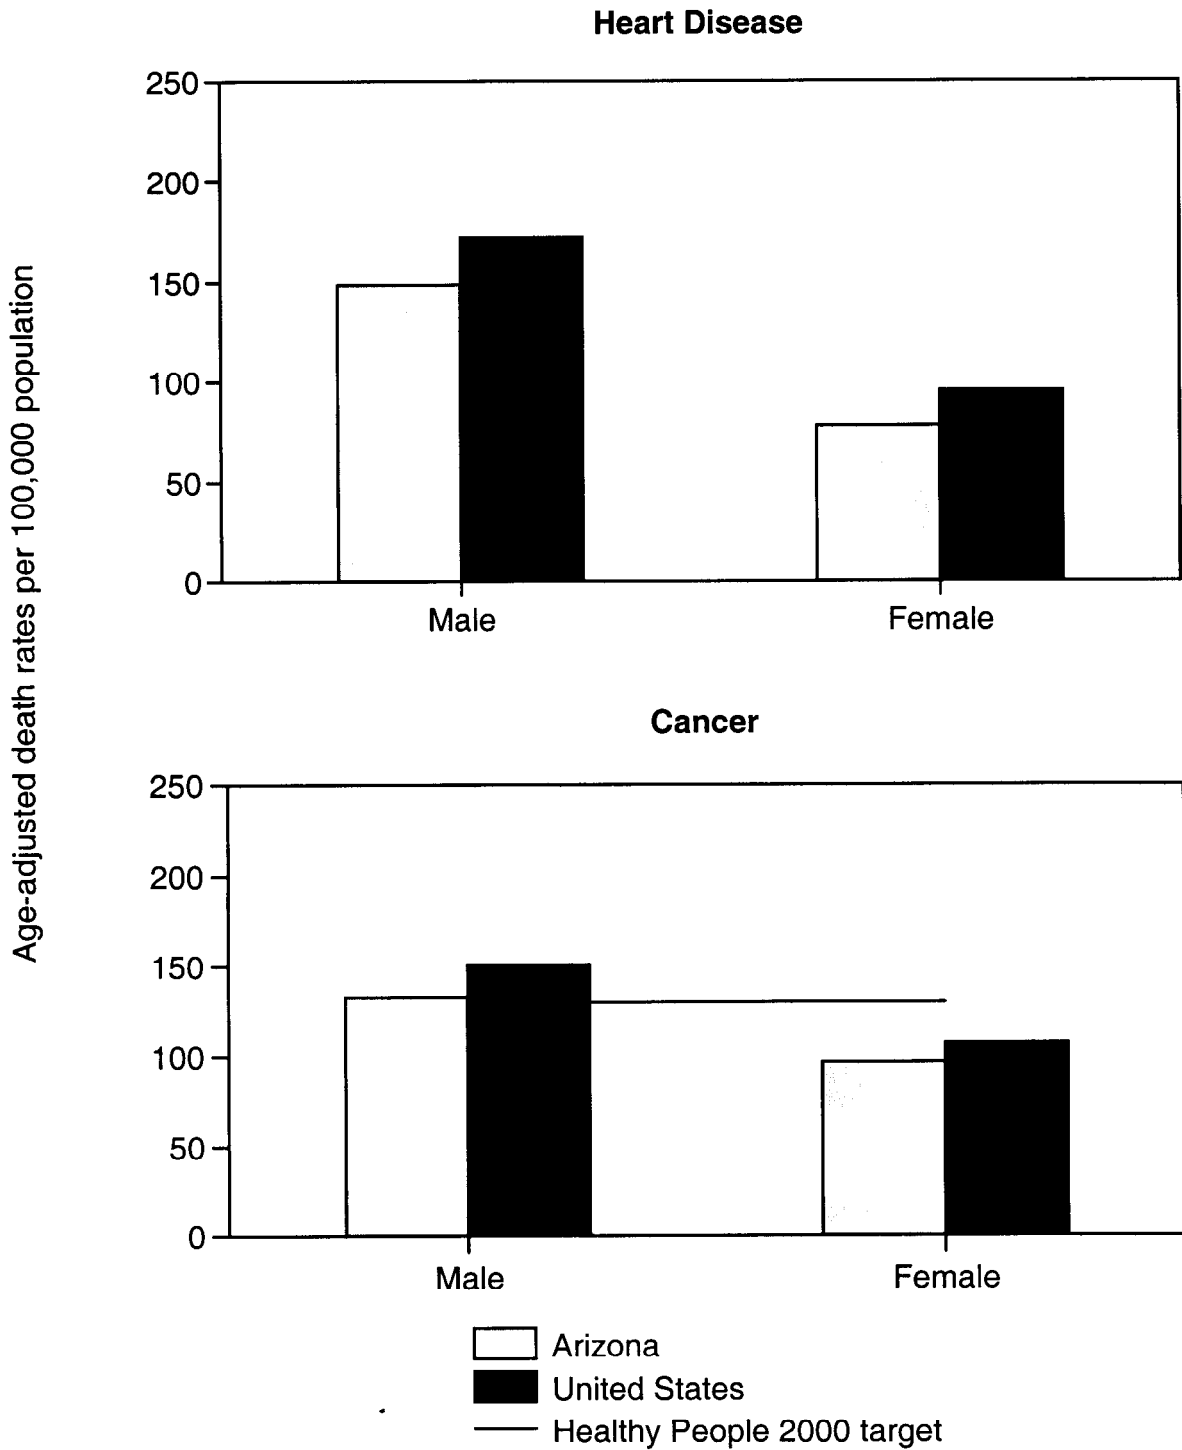 Heart Disease
Age-adjusted death rates per 100,000 population
250
200
150
100
50
0
Male Female
Cancer
250
200
150
100
50
0
Male Female
Arizona
United States
Healthy People 2000 target